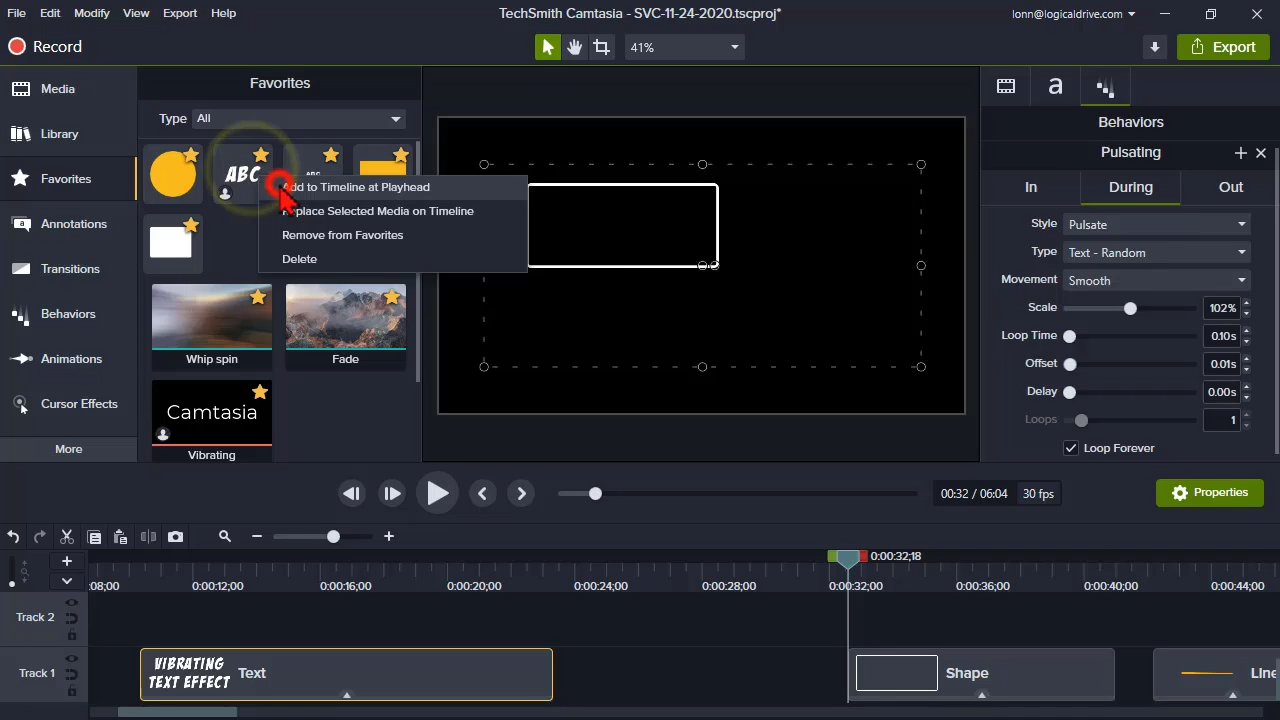 File Edit Modify View Export Help
TechSmith Camtasia - SVC-11-24-2020.tscproj*
lonn@logicaldrive.com
Record
41%
Export
Media
Library
Favorites
Annotations
Transitions
Behaviors
Animations
Cursor Effects
More
Favorites
Type All
ABC
Add to Timeline at Playhead
Replace Selected Media on Timeline
Remove from Favorites
Delete
Whip spin
Fade
Camtasia
Vibrating
a
Behaviors
Pulsating
In During Out
Style Pulsate
Type Text - Random
Movement Smooth
Scale 102%
Loop Time 0.10s
Offset 0.01s
Delay 0.00s
Loops 1
Loop Forever
00:32 / 06:04 30 fps
Properties
0:00:32;18
:08;00 0:00:12;00 0:00:16;00 0:00:20;00 0:00:24;00 0:00:28;00 0:00:32;00 0:00:36;00 0:00:40;00 0:00:44;00
Track 2
Track 1
VIBRATING
TEXT EFFECT
Text
Shape
Line